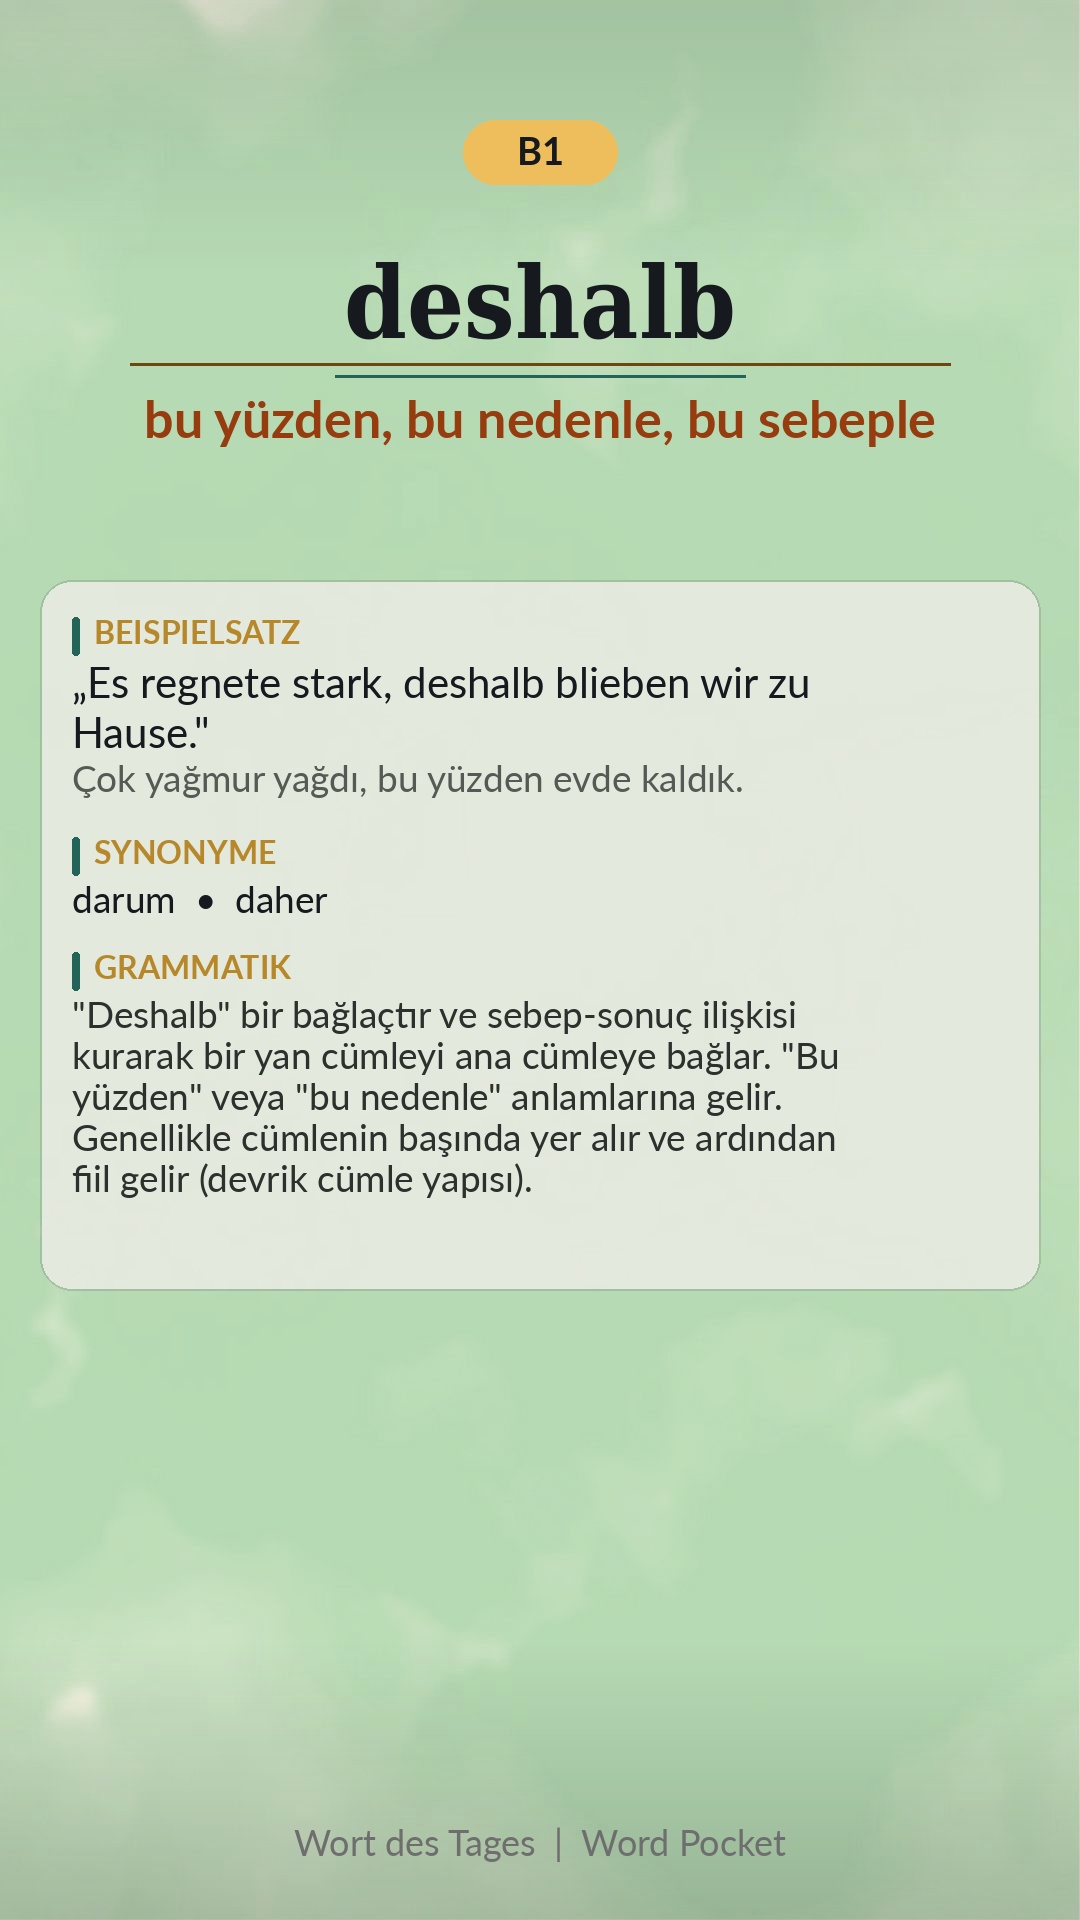 B1
deshalb
bu yüzden, bu nedenle, bu sebeple
BEISPIELSATZ
„Es regnete stark, deshalb blieben wir zu
Hause."
Çok yağmur yağdı, bu yüzden evde kaldık.
SYNONYME
darum • daher
GRAMMATIK
"Deshalb" bir bağlaçtır ve sebep-sonuç ilişkisi
kurarak bir yan cümleyi ana cümleye bağlar. "Bu
yüzden" veya "bu nedenle" anlamlarına gelir.
Genellikle cümlenin başında yer alır ve ardından
fiil gelir (devrik cümle yapısı).
Wort des Tages | Word Pocket